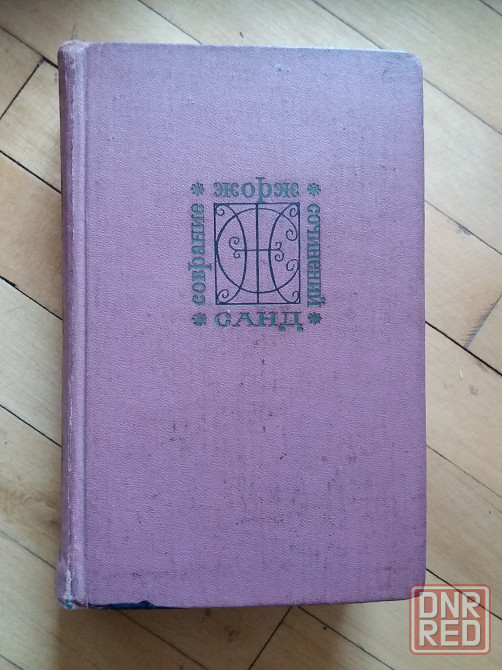 жорж
санд
собрание
сочинений
DNR
RED